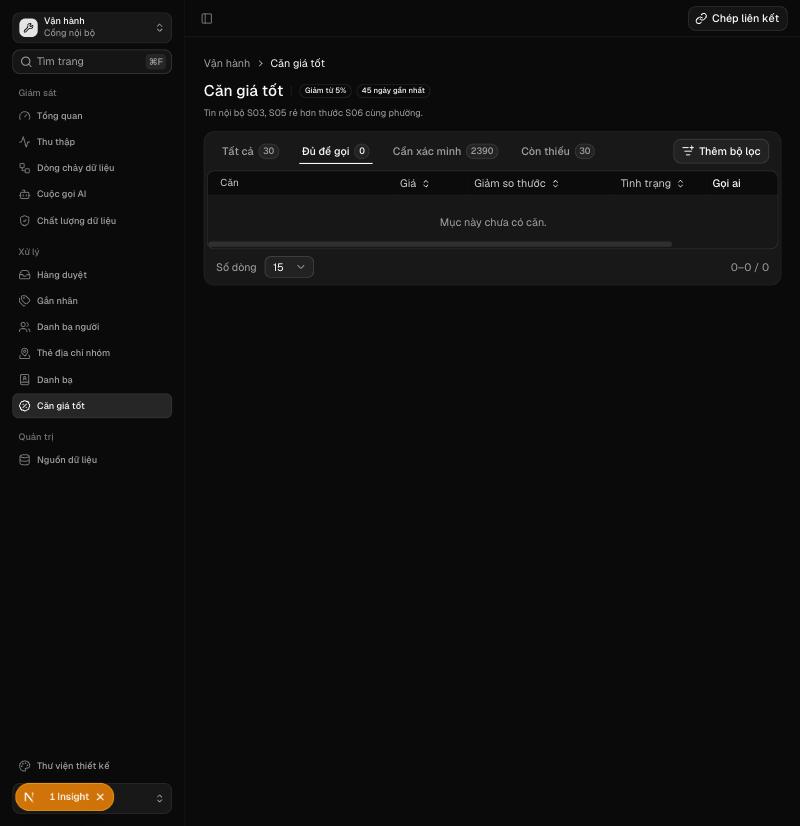 Vận hành
Cổng nội bộ
Tìm trang
⌘F
Giám sát
Tổng quan
Thu thập
Dòng chảy dữ liệu
Cuộc gọi AI
Chất lượng dữ liệu
Xử lý
Hàng duyệt
Gắn nhãn
Danh bạ người
Thẻ địa chỉ nhóm
Danh bạ
Căn giá tốt
Quản trị
Nguồn dữ liệu
Thư viện thiết kế
N 1 Insight
Chép liên kết
Vận hành > Căn giá tốt
Căn giá tốt Giảm từ 5% 45 ngày gần nhất
Tin nội bộ S03, S05 rẻ hơn thước S06 cùng phường.
Tất cả 30 Đủ để gọi 0 Cần xác minh 2390 Còn thiếu 30 Thêm bộ lọc
Căn Giá Giảm so thước Tình trạng Gọi ai
Mục này chưa có căn.
Số dòng 15 0–0 / 0